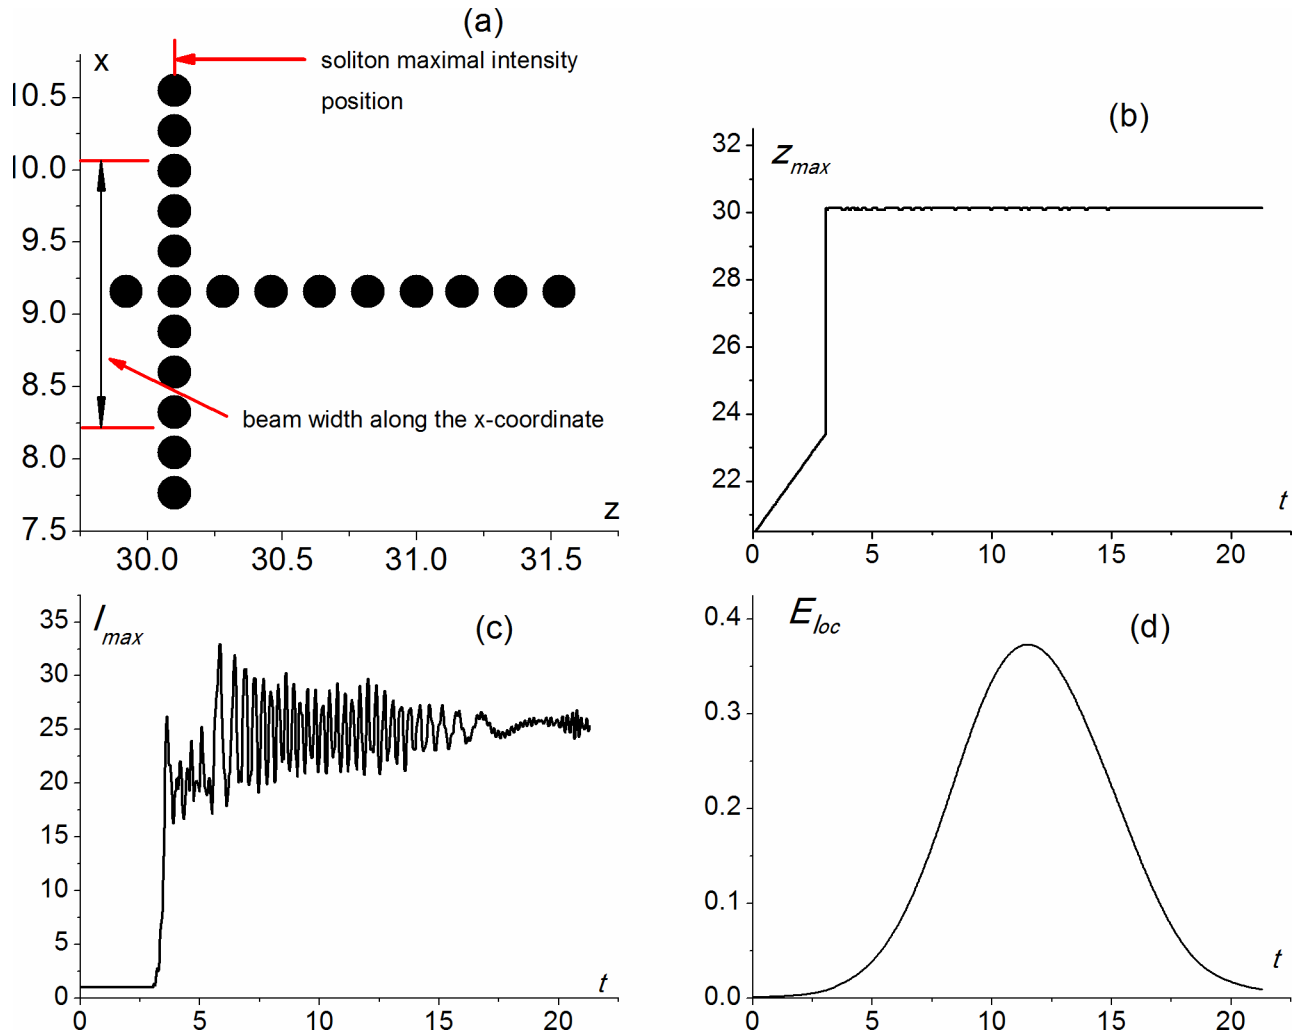 (a)
x
soliton maximal intensity
position
10.5
10.0
9.5
9.0
8.5
8.0
7.5
beam width along the x-coordinate
z
30.0 30.5 31.0 31.5
(b)
z_max
32
30
28
26
24
22
t
0 5 10 15 20
(c)
I_max
35
30
25
20
15
10
5
0
t
0 5 10 15 20
(d)
E_loc
0.4
0.3
0.2
0.1
0.0
t
0 5 10 15 20